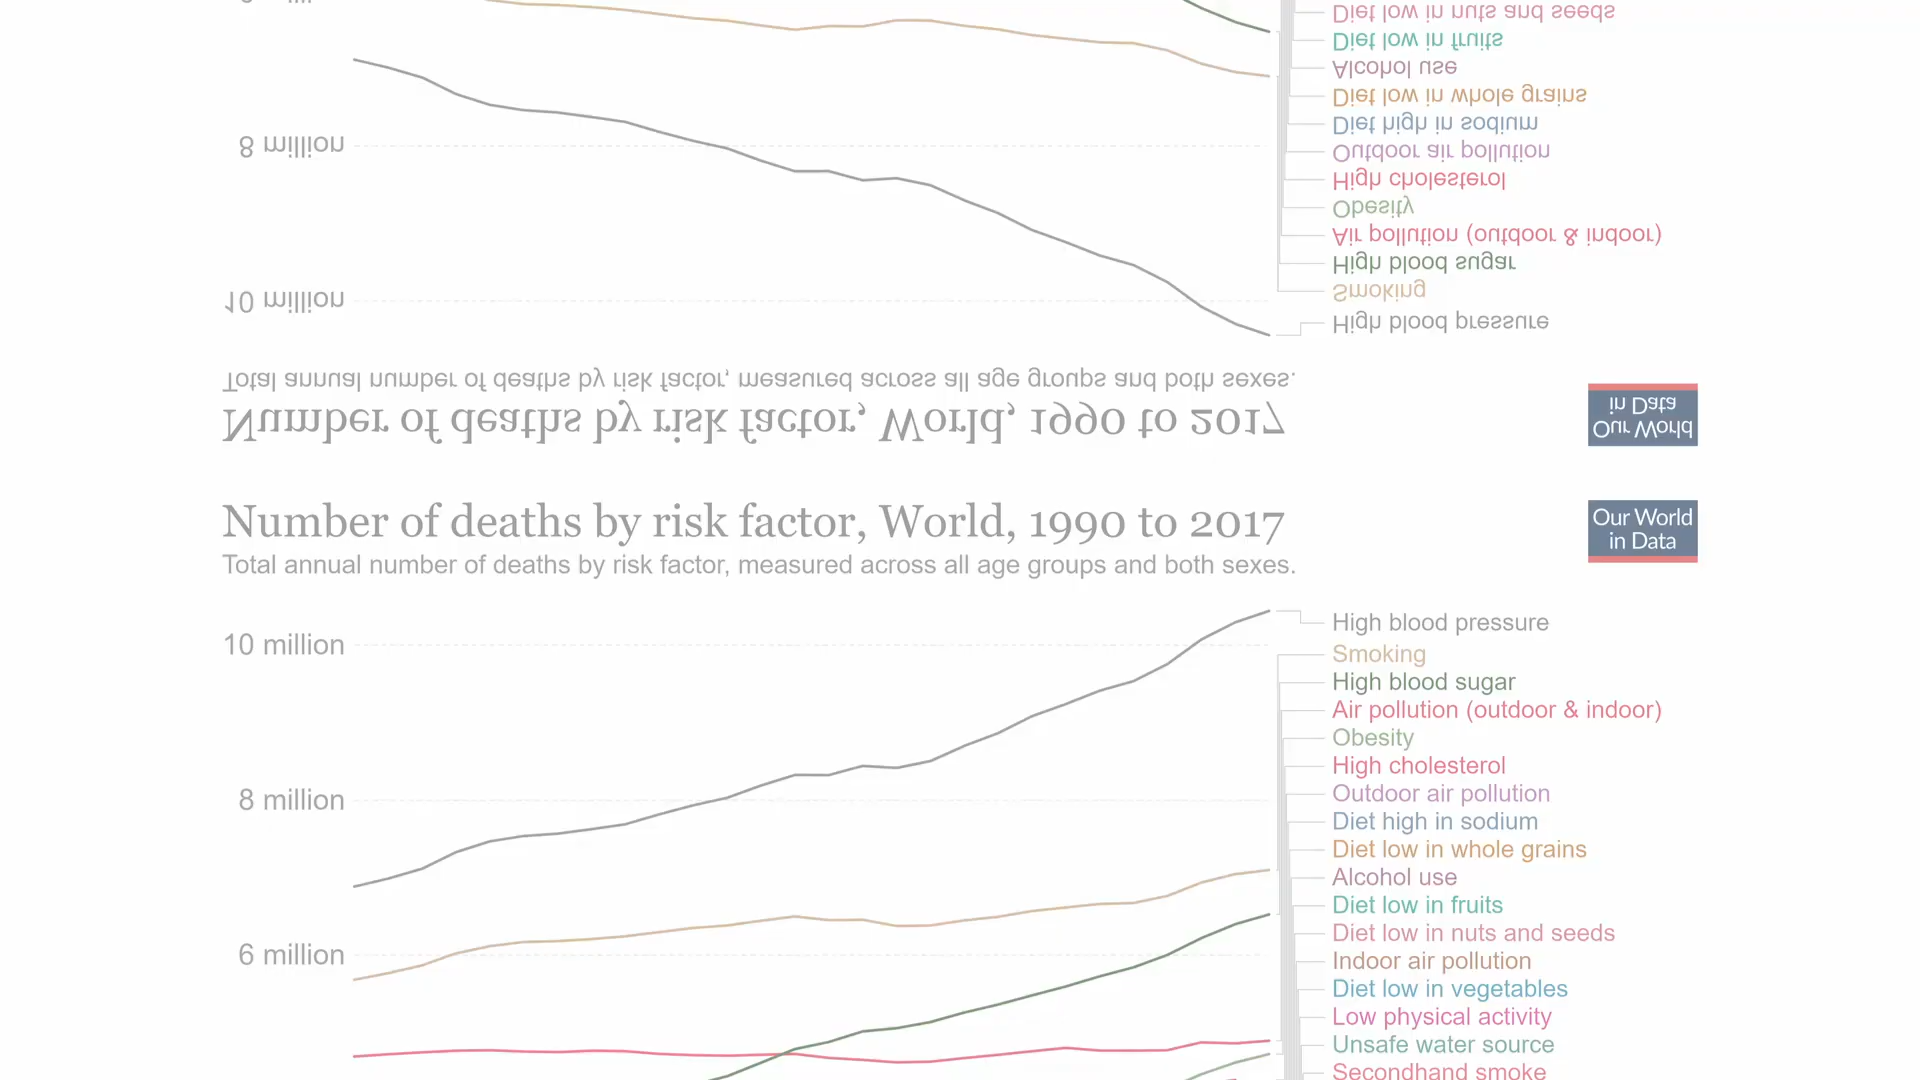 Diet low in nuts and seeds
Diet low in fruits
Alcohol use
Diet low in whole grains
8 million
Diet high in sodium
Outdoor air pollution
High cholesterol
Obesity
Air pollution (outdoor & indoor)
High blood sugar
10 million
Smoking
High blood pressure
Total annual number of deaths by risk factor, measured across all age groups and both sexes.
Number of deaths by risk factor, World, 1990 to 2017
in Data
Our World
Number of deaths by risk factor, World, 1990 to 2017
Our World
in Data
Total annual number of deaths by risk factor, measured across all age groups and both sexes.
10 million
High blood pressure
Smoking
High blood sugar
Air pollution (outdoor & indoor)
Obesity
High cholesterol
8 million
Outdoor air pollution
Diet high in sodium
Diet low in whole grains
Alcohol use
Diet low in fruits
Diet low in nuts and seeds
6 million
Indoor air pollution
Diet low in vegetables
Low physical activity
Unsafe water source
Secondhand smoke